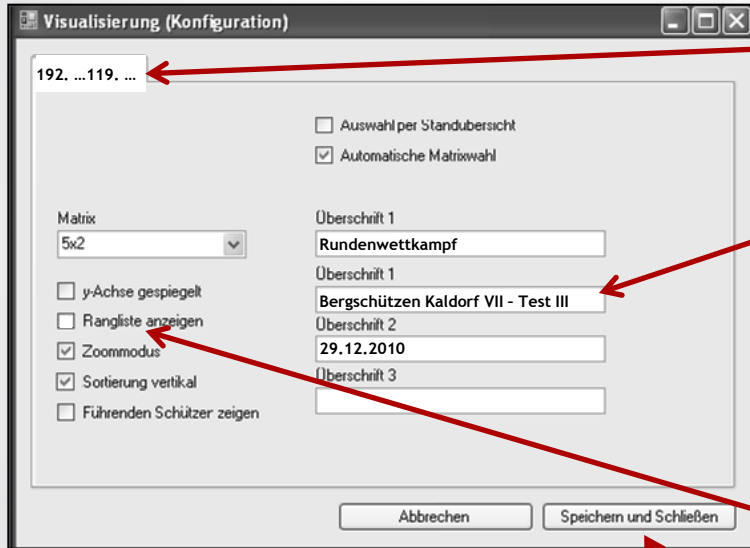 Visualisierung (Konfiguration)
192. ...119. ...
Auswahl per Standübersicht
Automatische Matrixwahl
Matrix
5x2
y-Achse gespiegelt
Rangliste anzeigen
Zoommodus
Sortierung vertikal
Führenden Schützer zeigen
Überschrift 1
Rundenwettkampf
Überschrift 1
Bergschützen Kaldorf VII - Test III
Überschrift 2
29.12.2010
Überschrift 3
Abbrechen
Speichern und Schließen